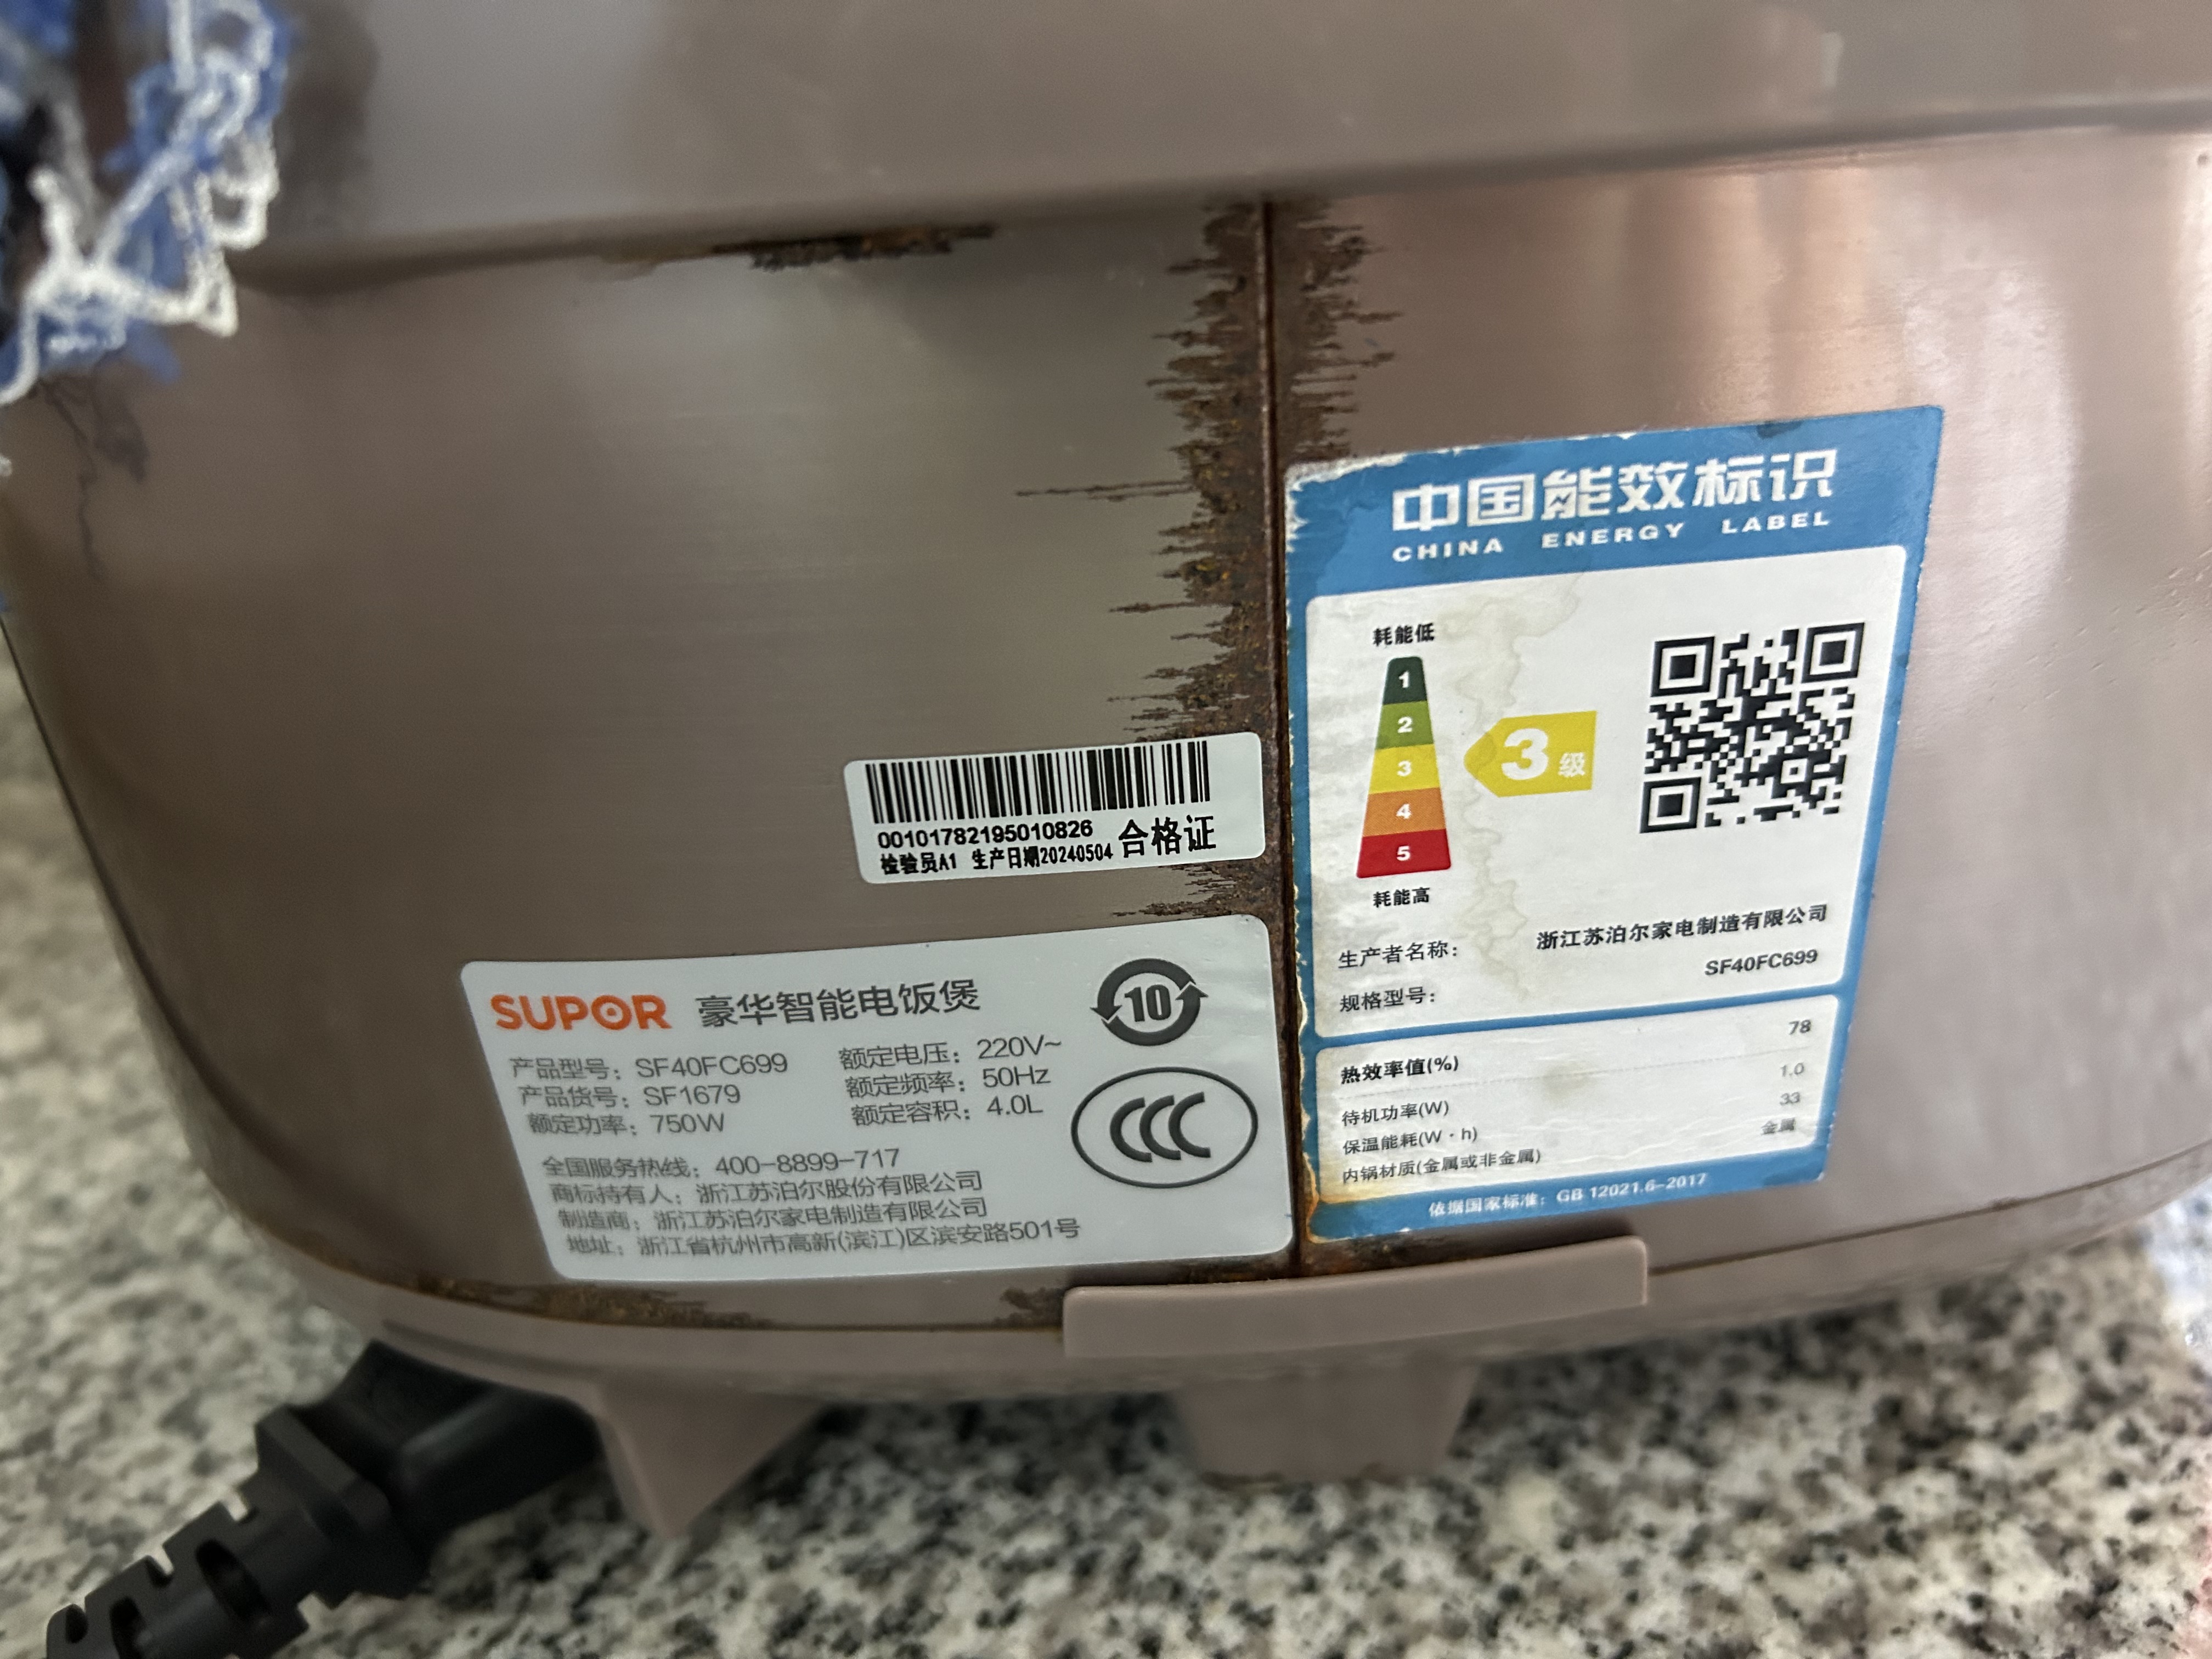 中国能效标识
CHINA ENERGY LABEL
耗能低
1
2
3
4
5
3级
耗能高
生产者名称： 浙江苏泊尔家电制造有限公司
规格型号： SF40FC699
热效率值(%) 78
待机功率(W) 1.0
保温能耗(W·h) 33
内锅材质(金属或非金属) 金属
依据国家标准：GB 12021.6-2017
00101782195010826
检验员A1 生产日期20240504 合格证
SUPOR 豪华智能电饭煲
10
产品型号：SF40FC699 额定电压：220V~
产品货号：SF1679 额定频率：50Hz
额定功率：750W 额定容积：4.0L
CCC
全国服务热线：400-8899-717
商标持有人：浙江苏泊尔股份有限公司
制造商：浙江苏泊尔家电制造有限公司
地址：浙江省杭州市高新(滨江)区滨安路501号